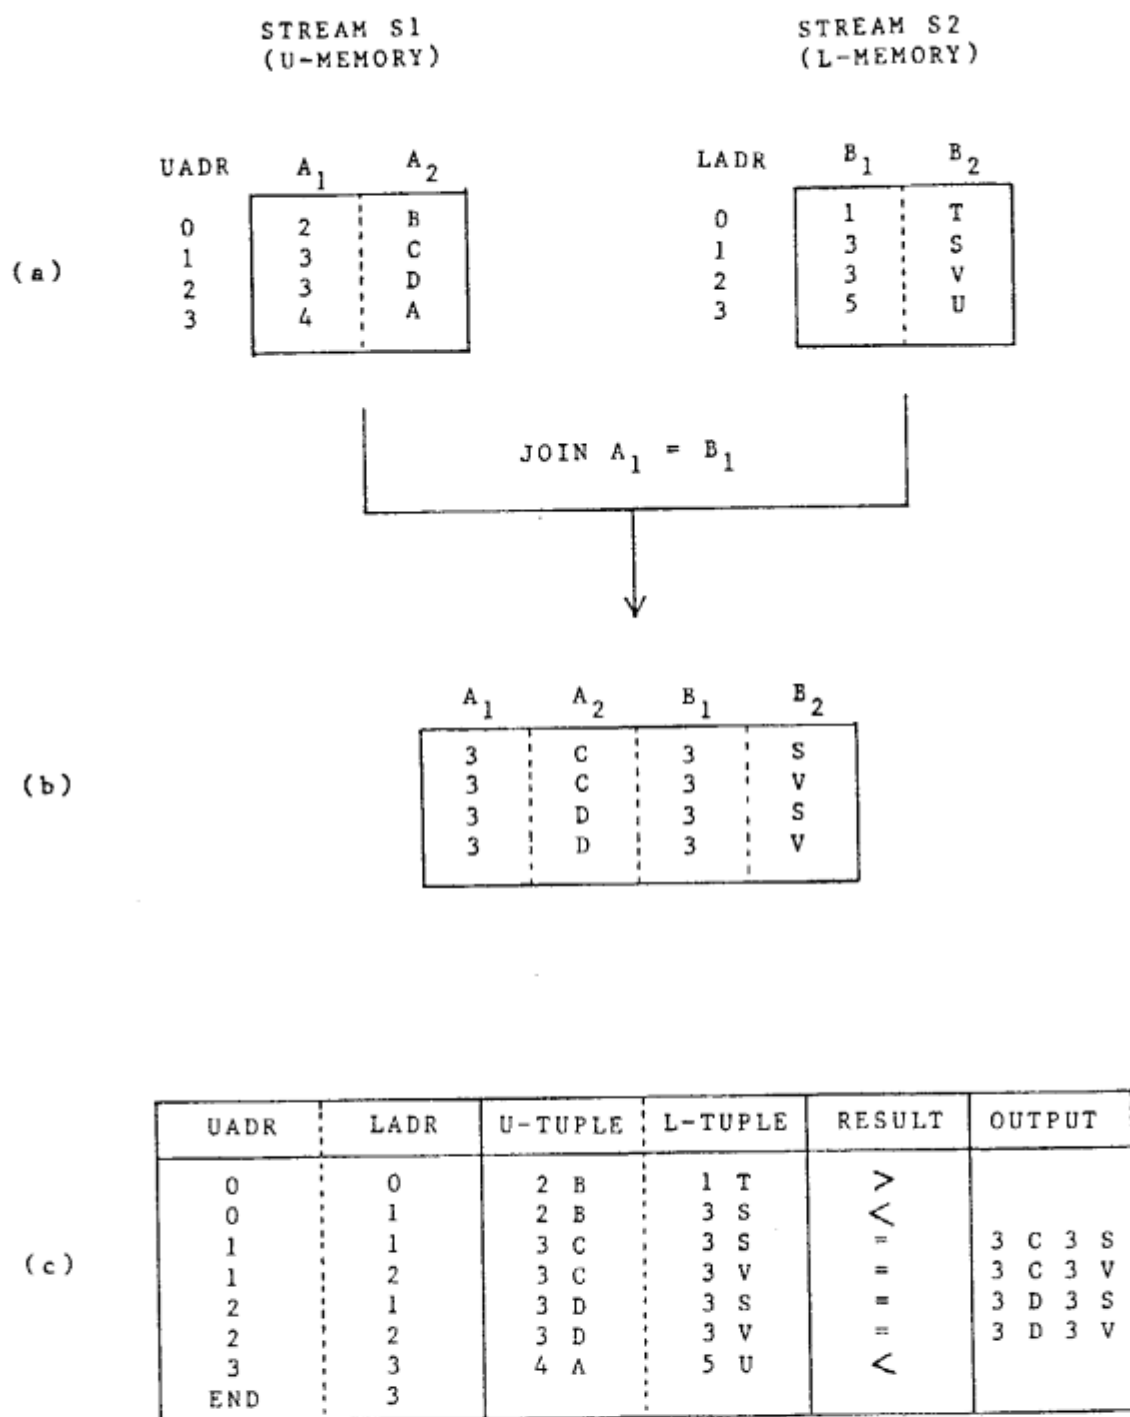 STREAM S1 STREAM S2
(U-MEMORY) (L-MEMORY)
UADR A1 A2 LADR B1 B2
0 2 B 0 1 T
1 3 C 1 3 S
(a)
2 3 D 2 3 V
3 4 A 3 5 U
JOIN A1 = B1
A1 A2 B1 B2
3 C 3 S
(b) 3 C 3 V
3 D 3 S
3 D 3 V
UADR LADR U-TUPLE L-TUPLE RESULT OUTPUT
0 0 2 B 1 T >
0 1 2 B 3 S <
1 1 3 C 3 S = 3 C 3 S
(c) 1 2 3 C 3 V = 3 C 3 V
2 1 3 D 3 S = 3 D 3 S
2 2 3 D 3 V = 3 D 3 V
3 3 4 A 5 U <
END 3